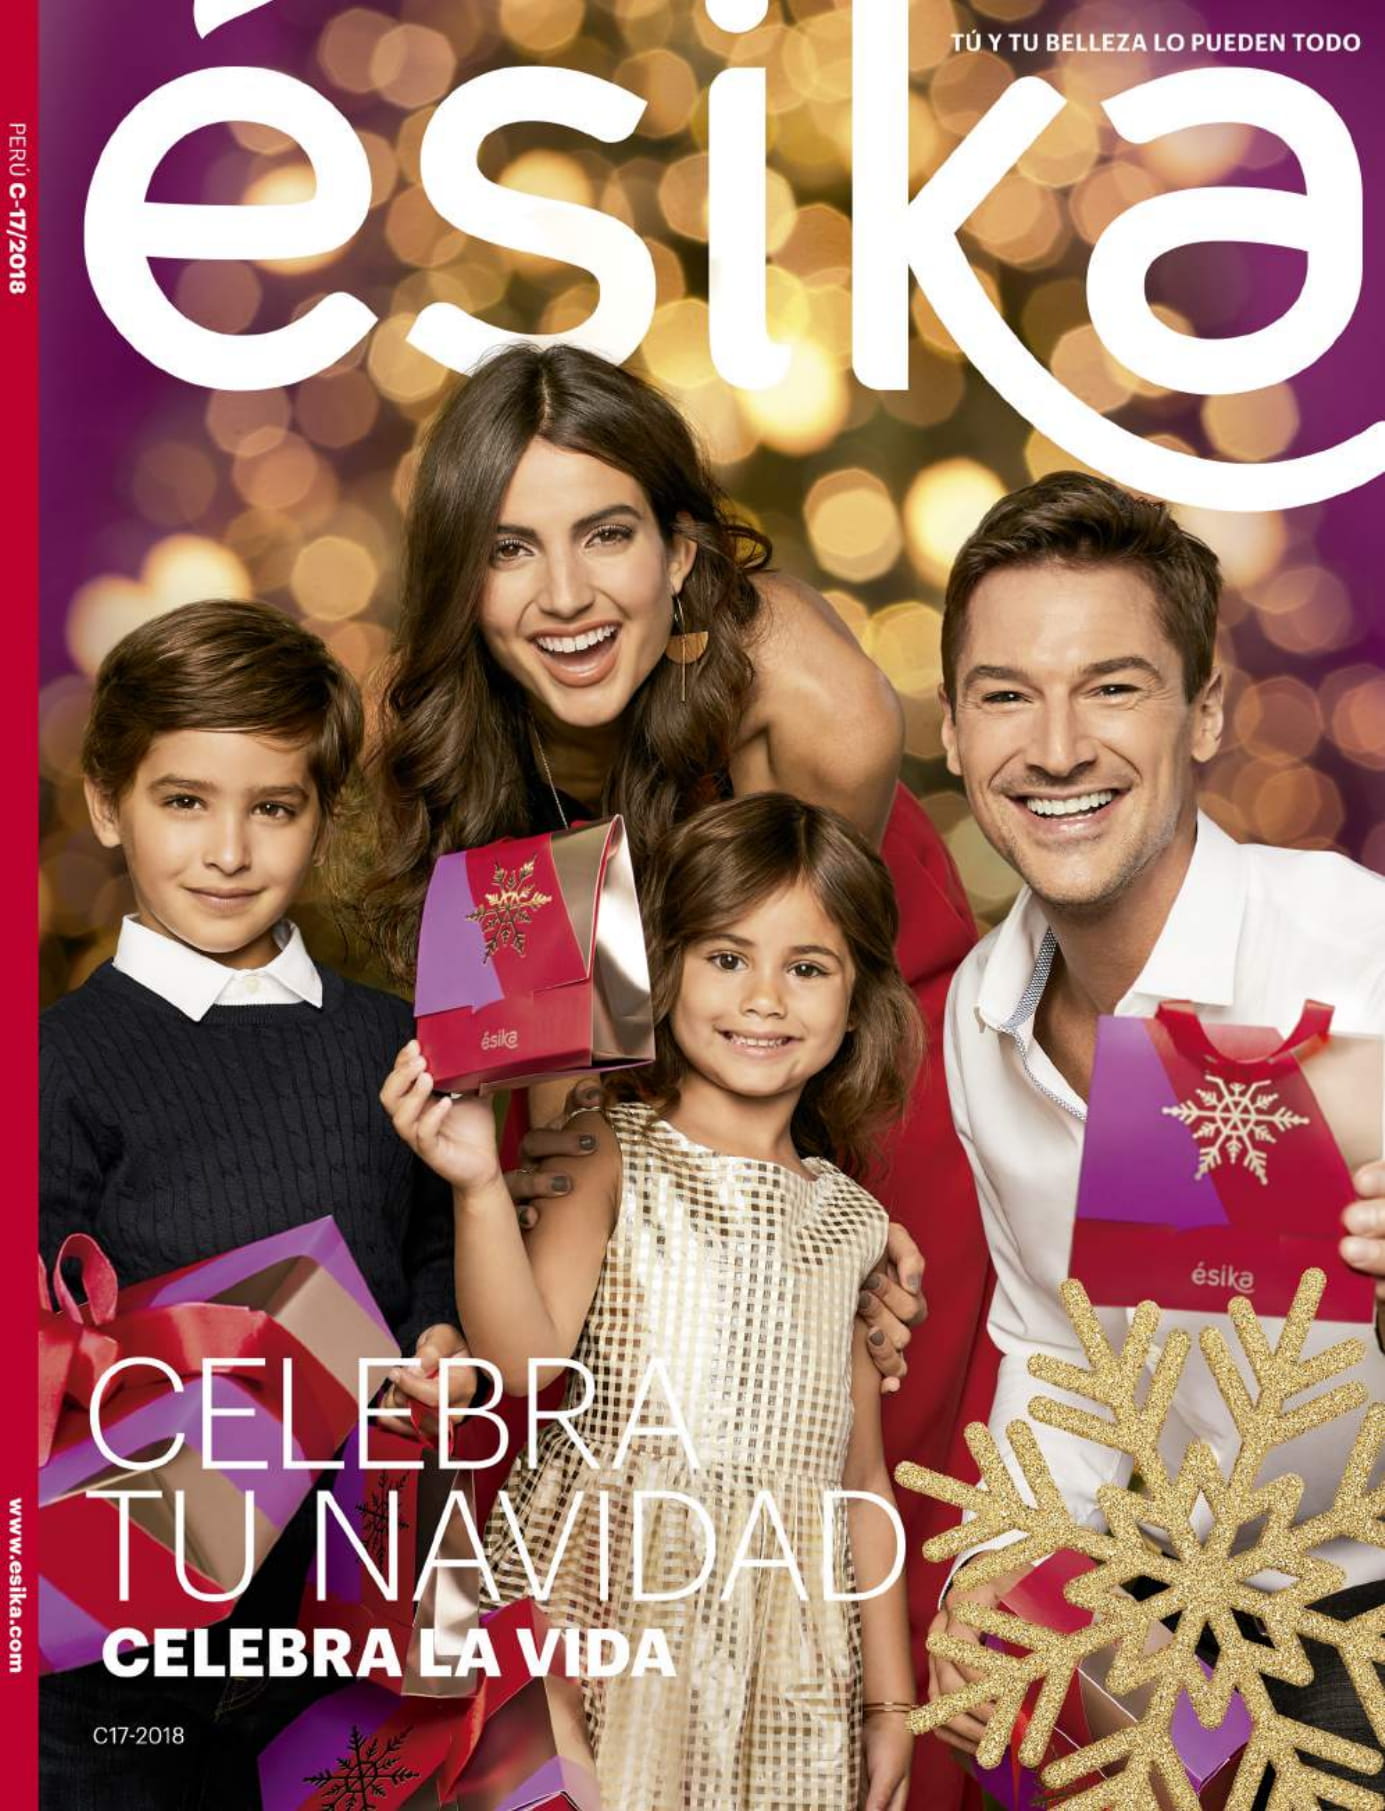 TÚ Y TU BELLEZA LO PUEDEN TODO
ésika
PERÚ C-17/2018
ésika
ésika
CELEBRA
TU NAVIDAD
CELEBRA LA VIDA
C17-2018
www.esika.com